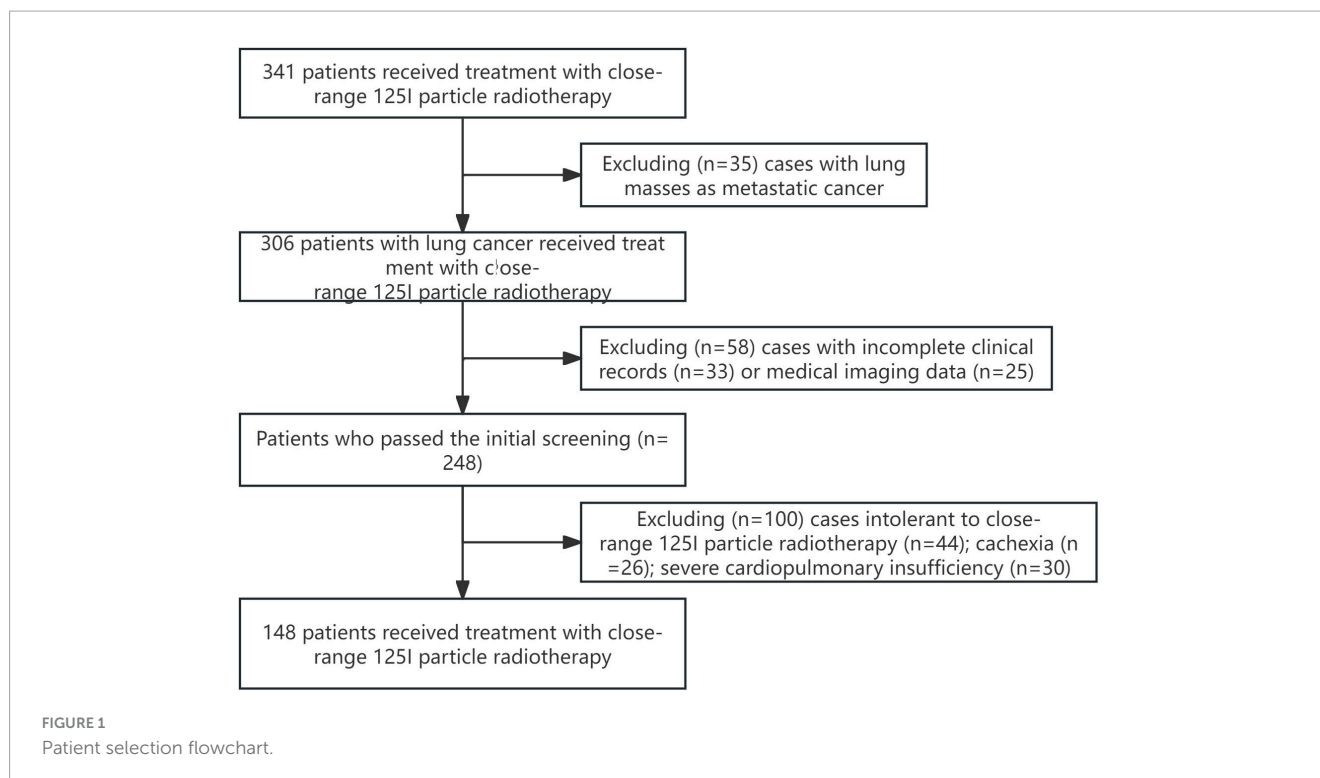 341 patients received treatment with close-
range 125I particle radiotherapy
Excluding (n=35) cases with lung
masses as metastatic cancer
306 patients with lung cancer received treat
ment with close-
range 125I particle radiotherapy
Excluding (n=58) cases with incomplete clinical
records (n=33) or medical imaging data (n=25)
Patients who passed the initial screening (n=
248)
Excluding (n=100) cases intolerant to close-
range 125I particle radiotherapy (n=44); cachexia (n
=26); severe cardiopulmonary insufficiency (n=30)
148 patients received treatment with close-
range 125I particle radiotherapy
FIGURE 1
Patient selection flowchart.